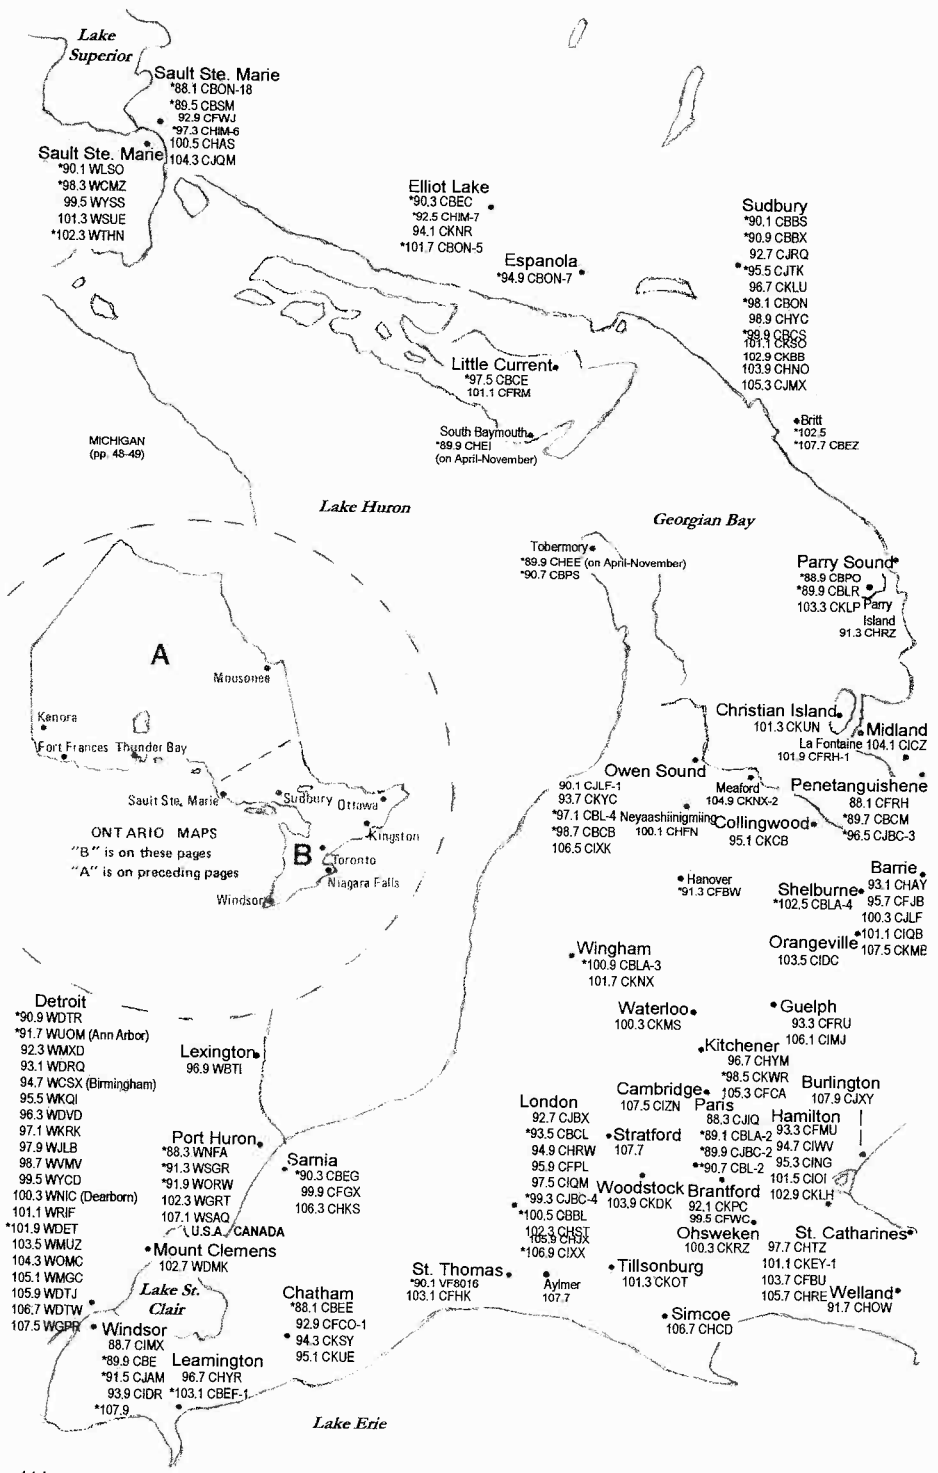 Lake
Superior
Sault Ste. Marie
*88.1 CBON-18
*89.5 CBSM
92.9 CFWJ
*97.3 CHIM-6
100.5 CHAS
104.3 CJQM
Sault Ste. Marie
*90.1 WLSO
*98.3 WCMZ
99.5 WYSS
101.3 WSUE
*102.3 WTHN
Elliot Lake
*90.3 CBEC
*92.5 CHIM-7
94.1 CKNR
*101.7 CBON-5
Espanola
*94.9 CBON-7
Sudbury
*90.1 CBBS
*90.9 CBBX
92.7 CJRQ
*95.5 CJTK
96.7 CKLU
*98.1 CBON
98.9 CHYC
*99.9 CBCS
101.1 CKSO
102.9 CKBB
103.9 CHNO
105.3 CJMX
Little Current
*97.5 CBCE
101.1 CFRM
South Baymouth
*89.9 CHEI
(on April-November)
Britt
*102.5
*107.7 CBEZ
MICHIGAN
(pp. 48-49)
Lake Huron
Georgian Bay
Tobermory
*89.9 CHEE (on April-November)
*90.7 CBPS
Parry Sound
*88.9 CBPO
*89.9 CBLR
103.3 CKLP
Parry
Island
91.3 CHRZ
A
Mousonee
Kenora
Fort Frances Thunder Bay
Sault Ste. Marie
Sudbury
Ottawa
Kingston
ONTARIO MAPS
"B" is on these pages
"A" is on preceding pages
B
Toronto
Niagara Falls
Windsor
Christian Island
101.3 CKUN
Midland
104.1 CICZ
La Fontaine
101.9 CFRH-1
Owen Sound
90.1 CJLF-1
93.7 CKYC
*97.1 CBL-4
*98.7 CBCB
106.5 CIXK
Meaford
104.9 CKNX-2
Neyaashiinigmiing
100.1 CHFN
Collingwood
95.1 CKCB
Penetanguishene
88.1 CFRH
*89.7 CBCM
*96.5 CJBC-3
Hanover
*91.3 CFBW
Shelburne
*102.5 CBLA-4
Barrie
93.1 CHAY
95.7 CFJB
100.3 CJLF
*101.1 CIQB
107.5 CKMB
Orangeville
103.5 CIDC
Wingham
*100.9 CBLA-3
101.7 CKNX
Waterloo
100.3 CKMS
Guelph
93.3 CFRU
106.1 CIMJ
Kitchener
96.7 CHYM
*98.5 CKWR
105.3 CFCA
Burlington
107.9 CJXY
Cambridge
107.5 CIZN
Paris
88.3 CJIQ
*89.1 CBLA-2
*89.9 CJBC-2
*90.7 CBL-2
Hamilton
93.3 CFMU
94.7 CIWV
95.3 CING
101.5 CIOI
102.9 CKLH
Detroit
*90.9 WDTR
*91.7 WUOM (Ann Arbor)
92.3 WMXD
93.1 WDRQ
94.7 WCSX (Birmingham)
95.5 WKQI
96.3 WDVD
97.1 WKRK
97.9 WJLB
98.7 WVMV
99.5 WYCD
100.3 WNIC (Dearborn)
101.1 WRIF
*101.9 WDET
103.5 WMUZ
104.3 WOMC
105.1 WMGC
105.9 WDTJ
106.7 WDTW
107.5 WGPR
Lexington
96.9 WBTI
Port Huron
*88.3 WNFA
*91.3 WSGR
*91.9 WORW
102.3 WGRT
107.1 WSAQ
Sarnia
*90.3 CBEG
99.9 CFGX
106.3 CHKS
U.S.A. CANADA
Mount Clemens
102.7 WDMK
Lake St.
Clair
London
92.7 CJBX
*93.5 CBCL
94.9 CHRW
95.9 CFPL
97.5 CIQM
*99.3 CJBC-4
*100.5 CBBL
102.3 CHST
105.9 CHJX
*106.9 CIXX
Stratford
107.7
Woodstock
103.9 CKDK
Brantford
92.1 CKPC
99.5 CFWC
Ohsweken
100.3 CKRZ
St. Catharines
97.7 CHTZ
101.1 CKEY-1
103.7 CFBU
105.7 CHRE
Welland
91.7 CHOW
St. Thomas
*90.1 VF8016
103.1 CFHK
Aylmer
107.7
Tillsonburg
101.3 CKOT
Simcoe
106.7 CHCD
Chatham
*88.1 CBEE
92.9 CFCO-1
94.3 CKSY
95.1 CKUE
Windsor
88.7 CIMX
*89.9 CBE
*91.5 CJAM
93.9 CIDR
*107.9
Leamington
96.7 CHYR
*103.1 CBEF-1
Lake Erie